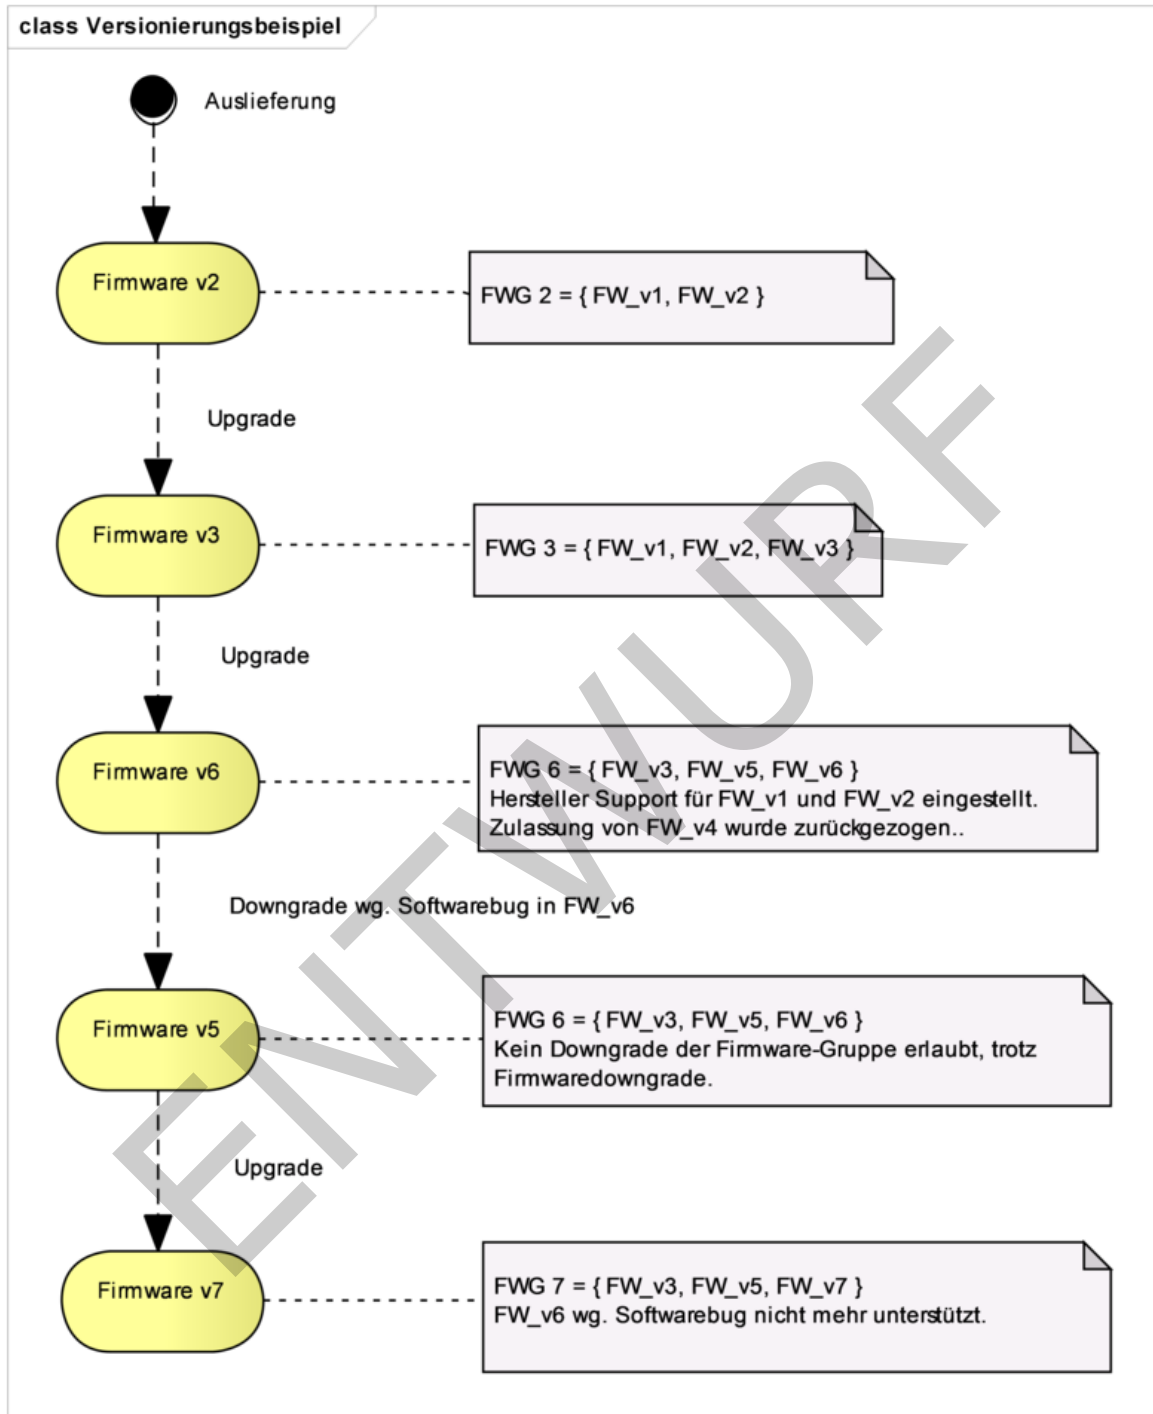 class Versionierungsbeispiel
Auslieferung
Firmware v2
FWG 2 = { FW_v1, FW_v2 }
Upgrade
Firmware v3
FWG 3 = { FW_v1, FW_v2, FW_v3 }
Upgrade
Firmware v6
FWG 6 = { FW_v3, FW_v5, FW_v6 }
Hersteller Support für FW_v1 und FW_v2 eingestellt.
Zulassung von FW_v4 wurde zurückgezogen..
Downgrade wg. Softwarebug in FW_v6
Firmware v5
FWG 6 = { FW_v3, FW_v5, FW_v6 }
Kein Downgrade der Firmware-Gruppe erlaubt, trotz
Firmwaredowngrade.
Upgrade
Firmware v7
FWG 7 = { FW_v3, FW_v5, FW_v7 }
FW_v6 wg. Softwarebug nicht mehr unterstützt.
ENTWURF